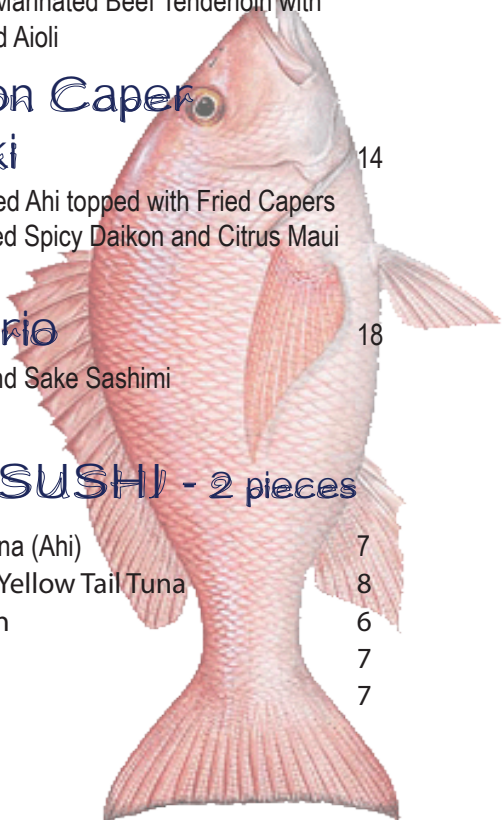 Marinated Beef Tenderloin with
d Aioli
on Caper
ki 14
ed Ahi topped with Fried Capers
ed Spicy Daikon and Citrus Maui
rio 18
nd Sake Sashimi
SUSHI - 2 pieces
na (Ahi) 7
Yellow Tail Tuna 8
n 6
7
7